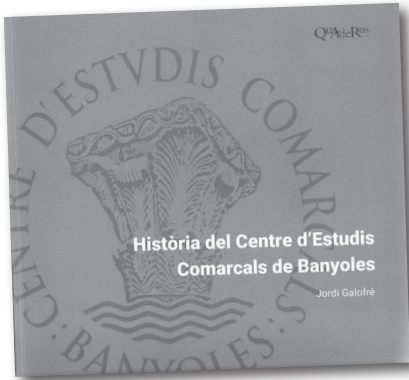 QUAdeRns
CENTRE D'ESTVDIS COMARCALS : BANYOLES :
Història del Centre d'Estudis
Comarcals de Banyoles
Jordi Galofré